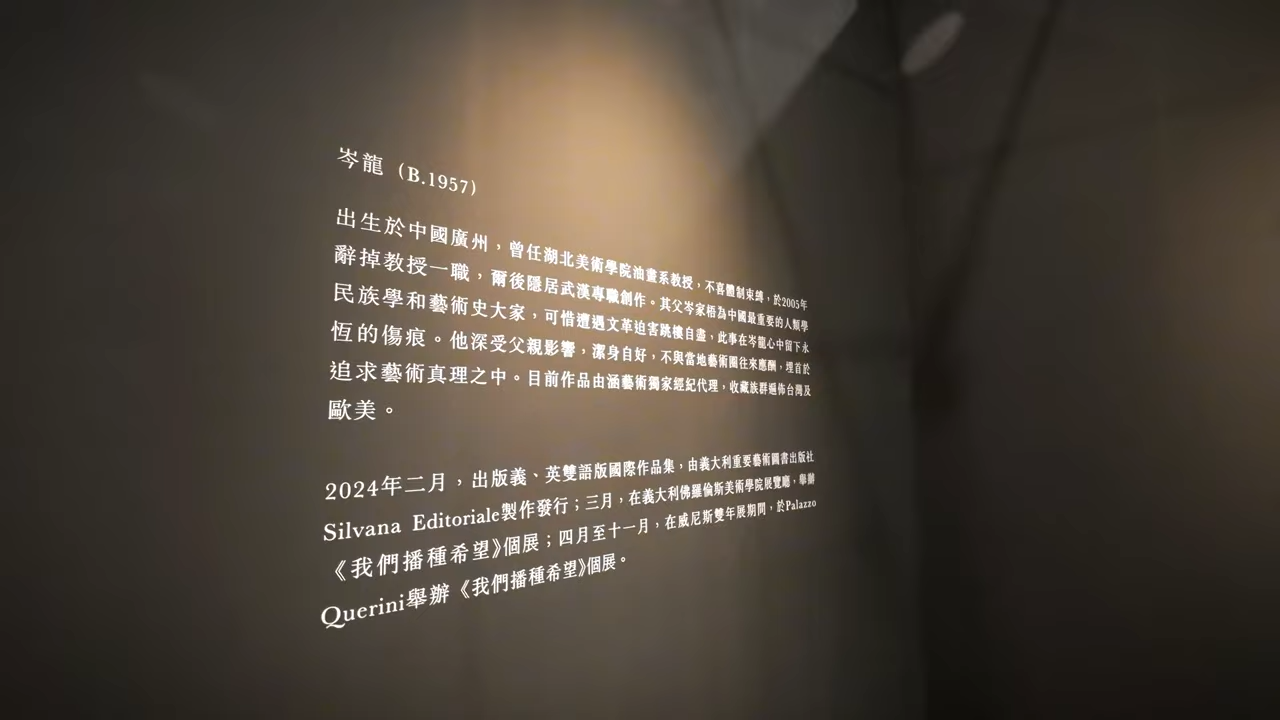 岑龍（B.1957）
出生於中國廣州，曾任湖北美術學院油畫系教授，不喜體制束縛，於2005年
辭掉教授一職，爾後隱居武漢專職創作。其父岑家梧為中國最重要的人類學
民族學和藝術史大家，可惜遭遇文革迫害跳樓自盡，此事在岑龍心中留下永
恆的傷痕。他深受父親影響，潔身自好，不與當地藝術圈往來應酬，埋首於
追求藝術真理之中。目前作品由涵藝術獨家經紀代理，收藏族群遍佈台灣及
歐美。
2024年二月，出版義、英雙語版國際作品集，由義大利重要藝術圖書出版社
Silvana Editoriale製作發行；三月，在義大利佛羅倫斯美術學院展覽廳，舉辦
《我們播種希望》個展；四月至十一月，在威尼斯雙年展期間，於Palazzo
Querini舉辦《我們播種希望》個展。